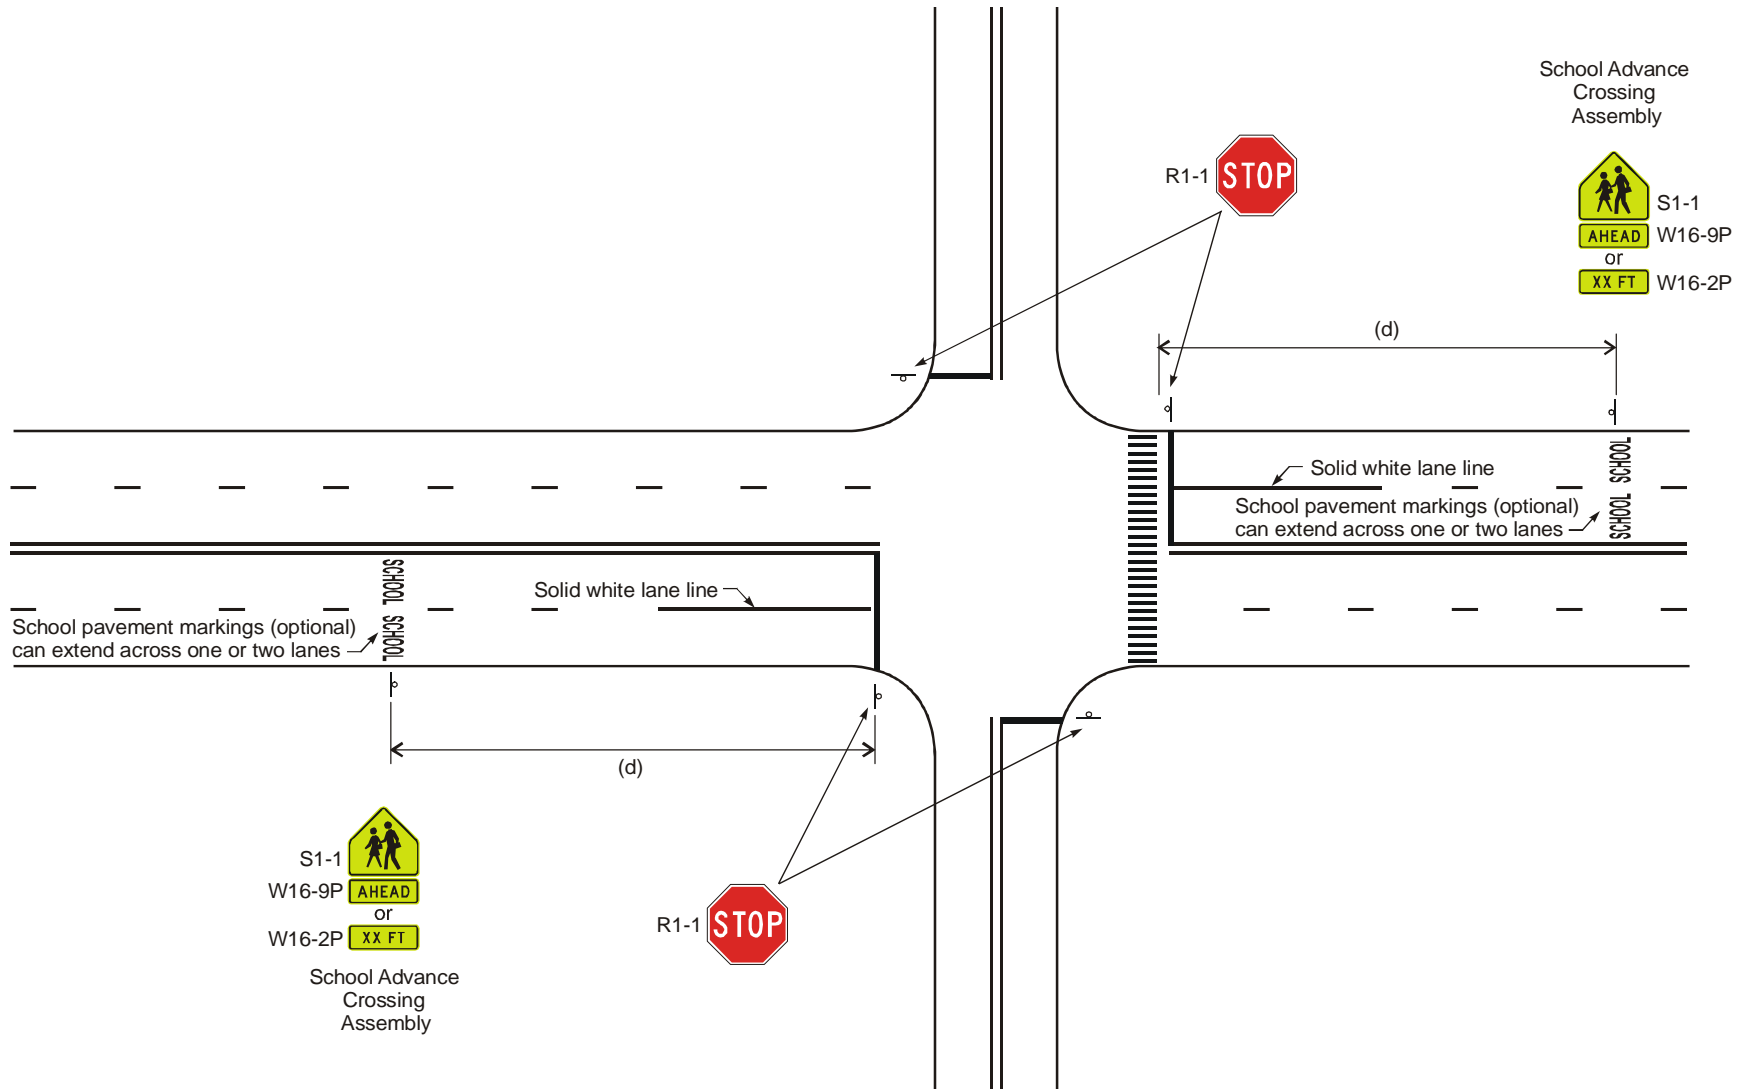 School Advance
Crossing
Assembly
R1-1
STOP
S1-1
AHEAD
W16-9P
or
XX FT
W16-2P
(d)
Solid white lane line
School pavement markings (optional)
can extend across one or two lanes
SCHOOL SCHOOL
SCHOOL SCHOOL
Solid white lane line
School pavement markings (optional)
can extend across one or two lanes
(d)
S1-1
W16-9P
AHEAD
or
W16-2P
XX FT
School Advance
Crossing
Assembly
R1-1
STOP